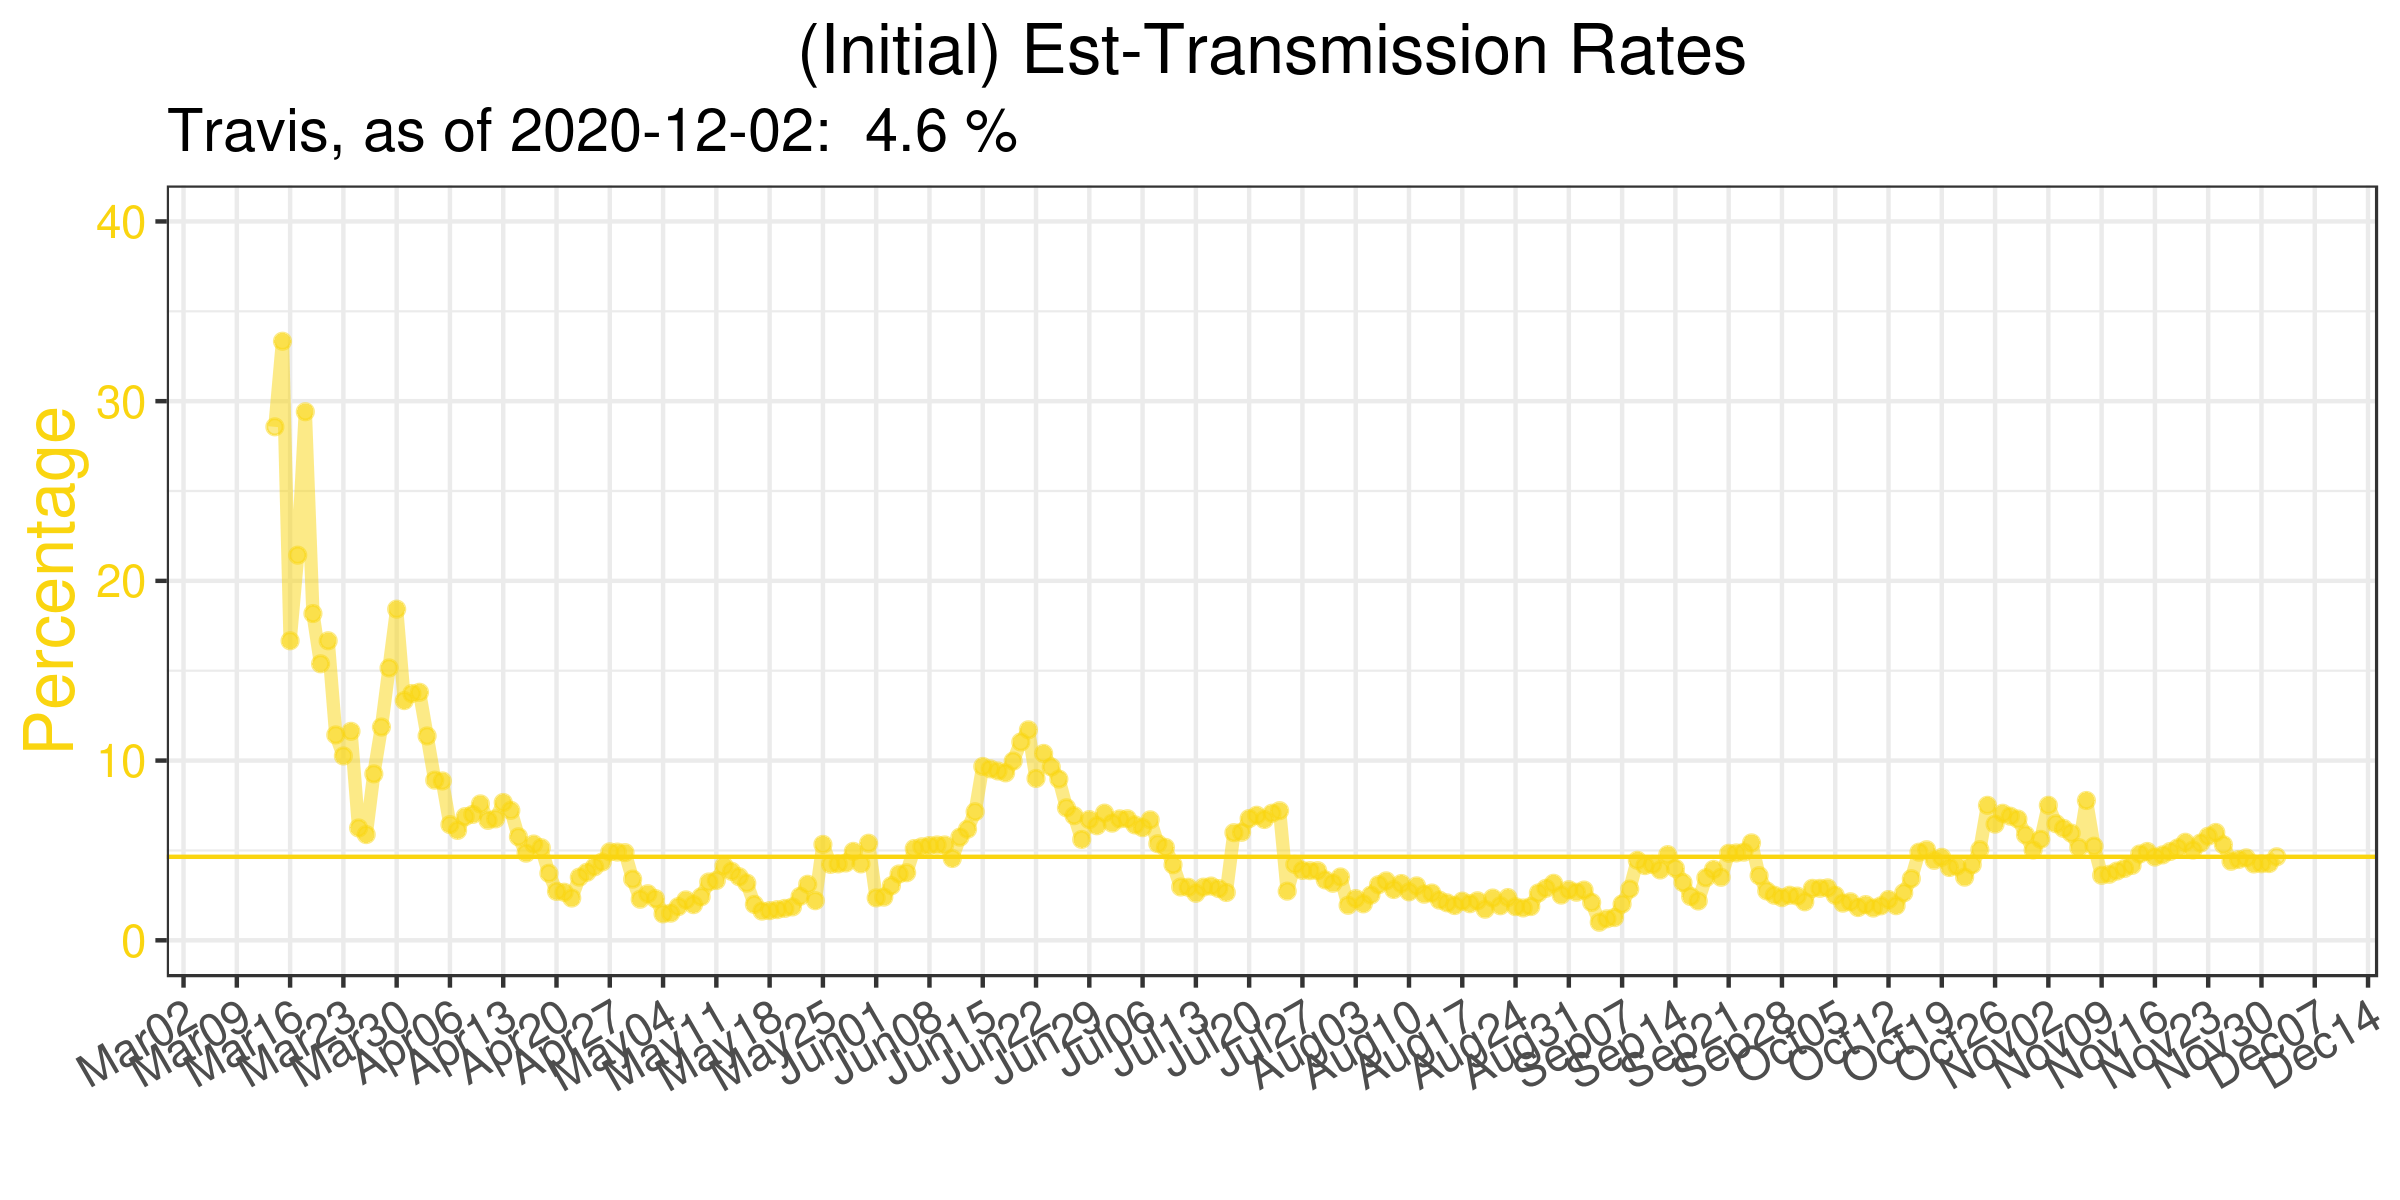 (Initial) Est-Transmission Rates
Travis, as of 2020-12-02:  4.6 %
Percentage
40
30
20
10
0
Mar02
Mar09
Mar16
Mar23
Mar30
Apr06
Apr13
Apr20
Apr27
May04
May11
May18
May25
Jun01
Jun08
Jun15
Jun22
Jun29
Jul06
Jul13
Jul20
Jul27
Aug03
Aug10
Aug17
Aug24
Aug31
Sep07
Sep14
Sep21
Sep28
Oct05
Oct12
Oct19
Oct26
Nov02
Nov09
Nov16
Nov23
Nov30
Dec07
Dec14